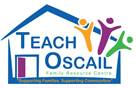 TEACH
OSCAIL
Family Resource Centre
"Supporting Families, Supporting Communities"